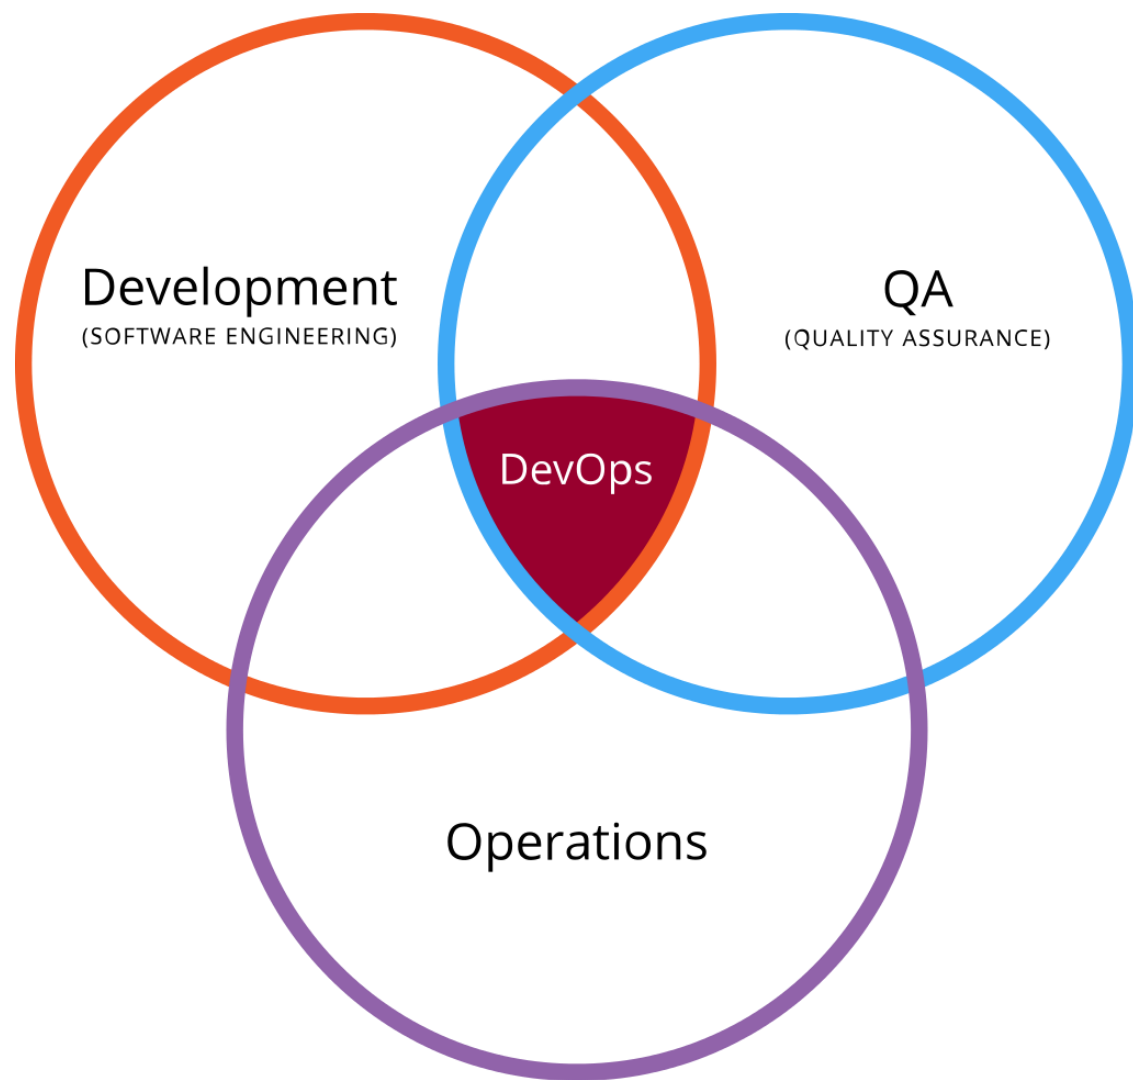 Development
(SOFTWARE ENGINEERING)
QA
(QUALITY ASSURANCE)
DevOps
Operations